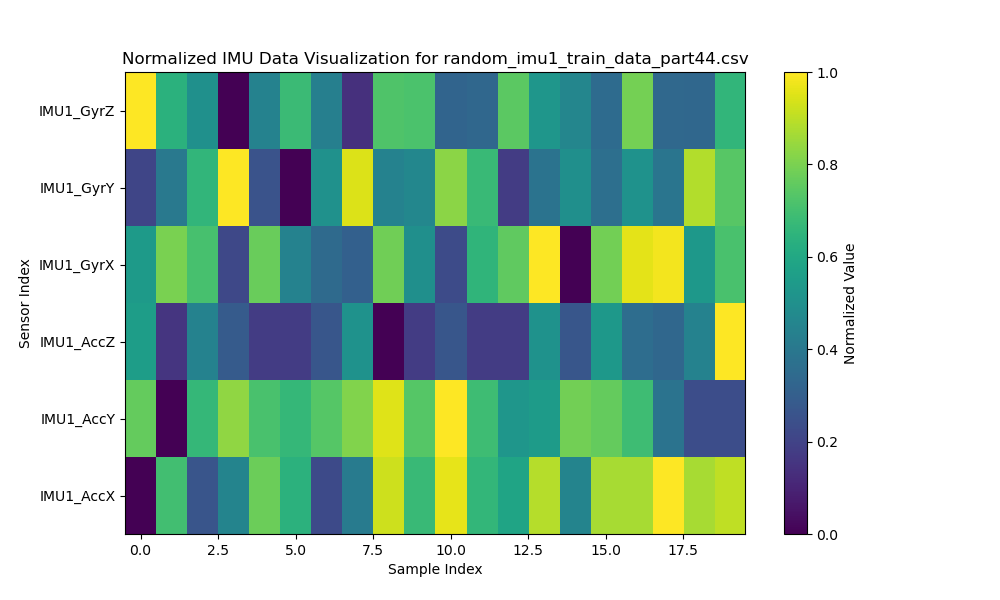 Normalized IMU Data Visualization for random_imu1_train_data_part44.csv
IMU1_GyrZ
IMU1_GyrY
IMU1_GyrX
IMU1_AccZ
IMU1_AccY
IMU1_AccX
Sensor Index
0.0 2.5 5.0 7.5 10.0 12.5 15.0 17.5
Sample Index
1.0
0.8
0.6
0.4
0.2
0.0
Normalized Value